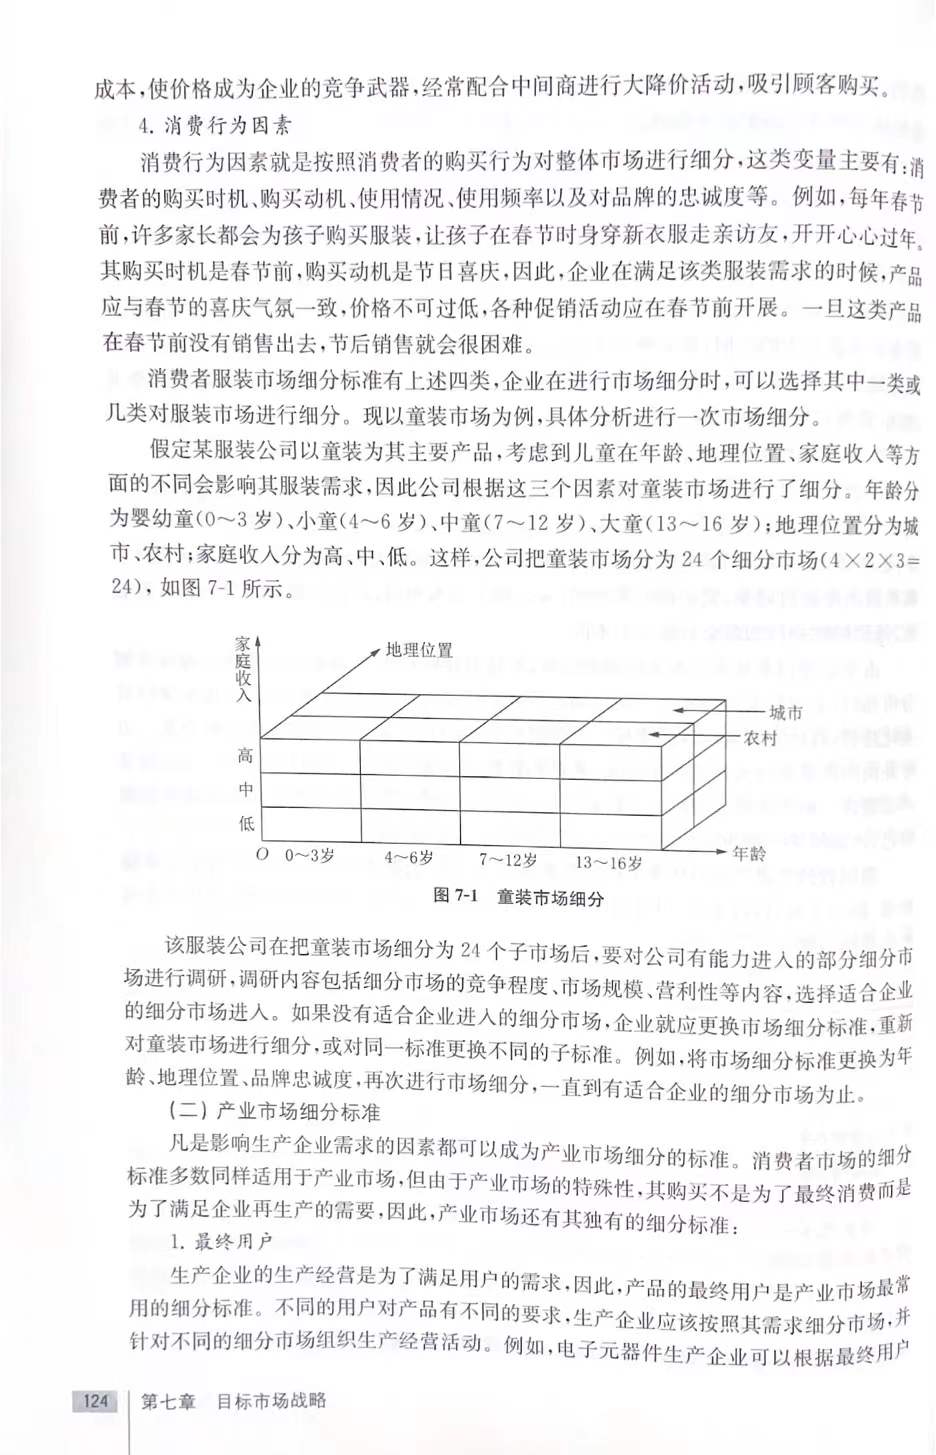 成本,使价格成为企业的竞争武器,经常配合中间商进行大降价活动,吸引顾客购买。
4. 消费行为因素
消费行为因素就是按照消费者的购买行为对整体市场进行细分,这类变量主要有:消
费者的购买时机、购买动机、使用情况、使用频率以及对品牌的忠诚度等。例如,每年春节
前,许多家长都会为孩子购买服装,让孩子在春节时身穿新衣服走亲访友,开开心心过年。
其购买时机是春节前,购买动机是节日喜庆,因此,企业在满足该类服装需求的时候,产品
应与春节的喜庆气氛一致,价格不可过低,各种促销活动应在春节前开展。一旦这类产品
在春节前没有销售出去,节后销售就会很困难。
消费者服装市场细分标准有上述四类,企业在进行市场细分时,可以选择其中一类或
几类对服装市场进行细分。现以童装市场为例,具体分析进行一次市场细分。
假定某服装公司以童装为其主要产品,考虑到儿童在年龄、地理位置、家庭收入等方
面的不同会影响其服装需求,因此公司根据这三个因素对童装市场进行了细分。年龄分
为婴幼童(0～3岁)、小童(4～6岁)、中童(7～12岁)、大童(13～16岁);地理位置分为城
市、农村;家庭收入分为高、中、低。这样,公司把童装市场分为24个细分市场(4×2×3=
24),如图7-1所示。
家庭收入
地理位置
城市
农村
高
中
低
O 0～3岁 4～6岁 7～12岁 13～16岁 年龄
图 7-1 童装市场细分
该服装公司在把童装市场细分为24个子市场后,要对公司有能力进入的部分细分市
场进行调研,调研内容包括细分市场的竞争程度、市场规模、营利性等内容,选择适合企业
的细分市场进入。如果没有适合企业进入的细分市场,企业就应更换市场细分标准,重新
对童装市场进行细分,或对同一标准更换不同的子标准。例如,将市场细分标准更换为年
龄、地理位置、品牌忠诚度,再次进行市场细分,一直到有适合企业的细分市场为止。
(二) 产业市场细分标准
凡是影响生产企业需求的因素都可以成为产业市场细分的标准。消费者市场的细分
标准多数同样适用于产业市场,但由于产业市场的特殊性,其购买不是为了最终消费而是
为了满足企业再生产的需要,因此,产业市场还有其独有的细分标准:
1. 最终用户
生产企业的生产经营是为了满足用户的需求,因此,产品的最终用户是产业市场最常
用的细分标准。不同的用户对产品有不同的要求,生产企业应该按照其需求细分市场,并
针对不同的细分市场组织生产经营活动。例如,电子元器件生产企业可以根据最终用户
124 第七章 目标市场战略